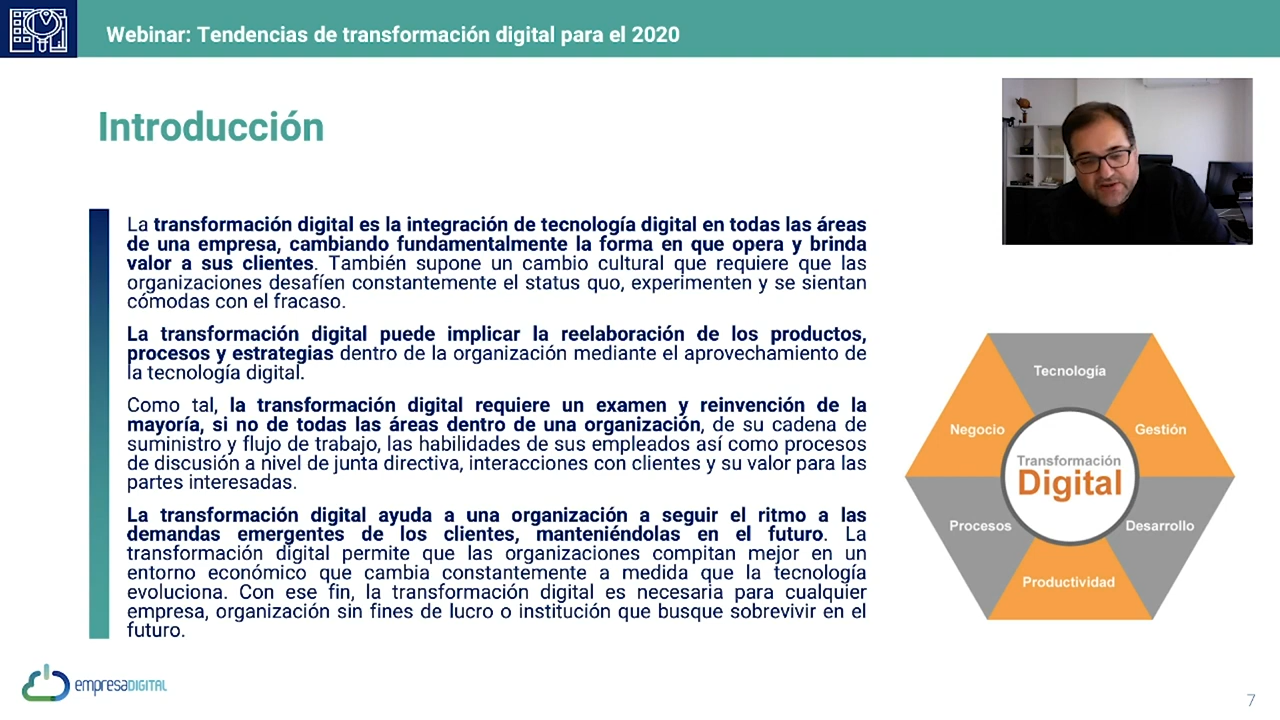 Webinar: Tendencias de transformación digital para el 2020
Introducción
La transformación digital es la integración de tecnología digital en todas las áreas
de una empresa, cambiando fundamentalmente la forma en que opera y brinda
valor a sus clientes. También supone un cambio cultural que requiere que las
organizaciones desafíen constantemente el status quo, experimenten y se sientan
cómodas con el fracaso.
La transformación digital puede implicar la reelaboración de los productos,
procesos y estrategias dentro de la organización mediante el aprovechamiento de
la tecnología digital.
Como tal, la transformación digital requiere un examen y reinvención de la
mayoría, si no de todas las áreas dentro de una organización, de su cadena de
suministro y flujo de trabajo, las habilidades de sus empleados así como procesos
de discusión a nivel de junta directiva, interacciones con clientes y su valor para las
partes interesadas.
La transformación digital ayuda a una organización a seguir el ritmo a las
demandas emergentes de los clientes, manteniéndolas en el futuro. La
transformación digital permite que las organizaciones compitan mejor en un
entorno económico que cambia constantemente a medida que la tecnología
evoluciona. Con ese fin, la transformación digital es necesaria para cualquier
empresa, organización sin fines de lucro o institución que busque sobrevivir en el
futuro.
Tecnología
Negocio
Gestión
Transformación
Digital
Procesos
Desarrollo
Productividad
empresaDIGITAL
7